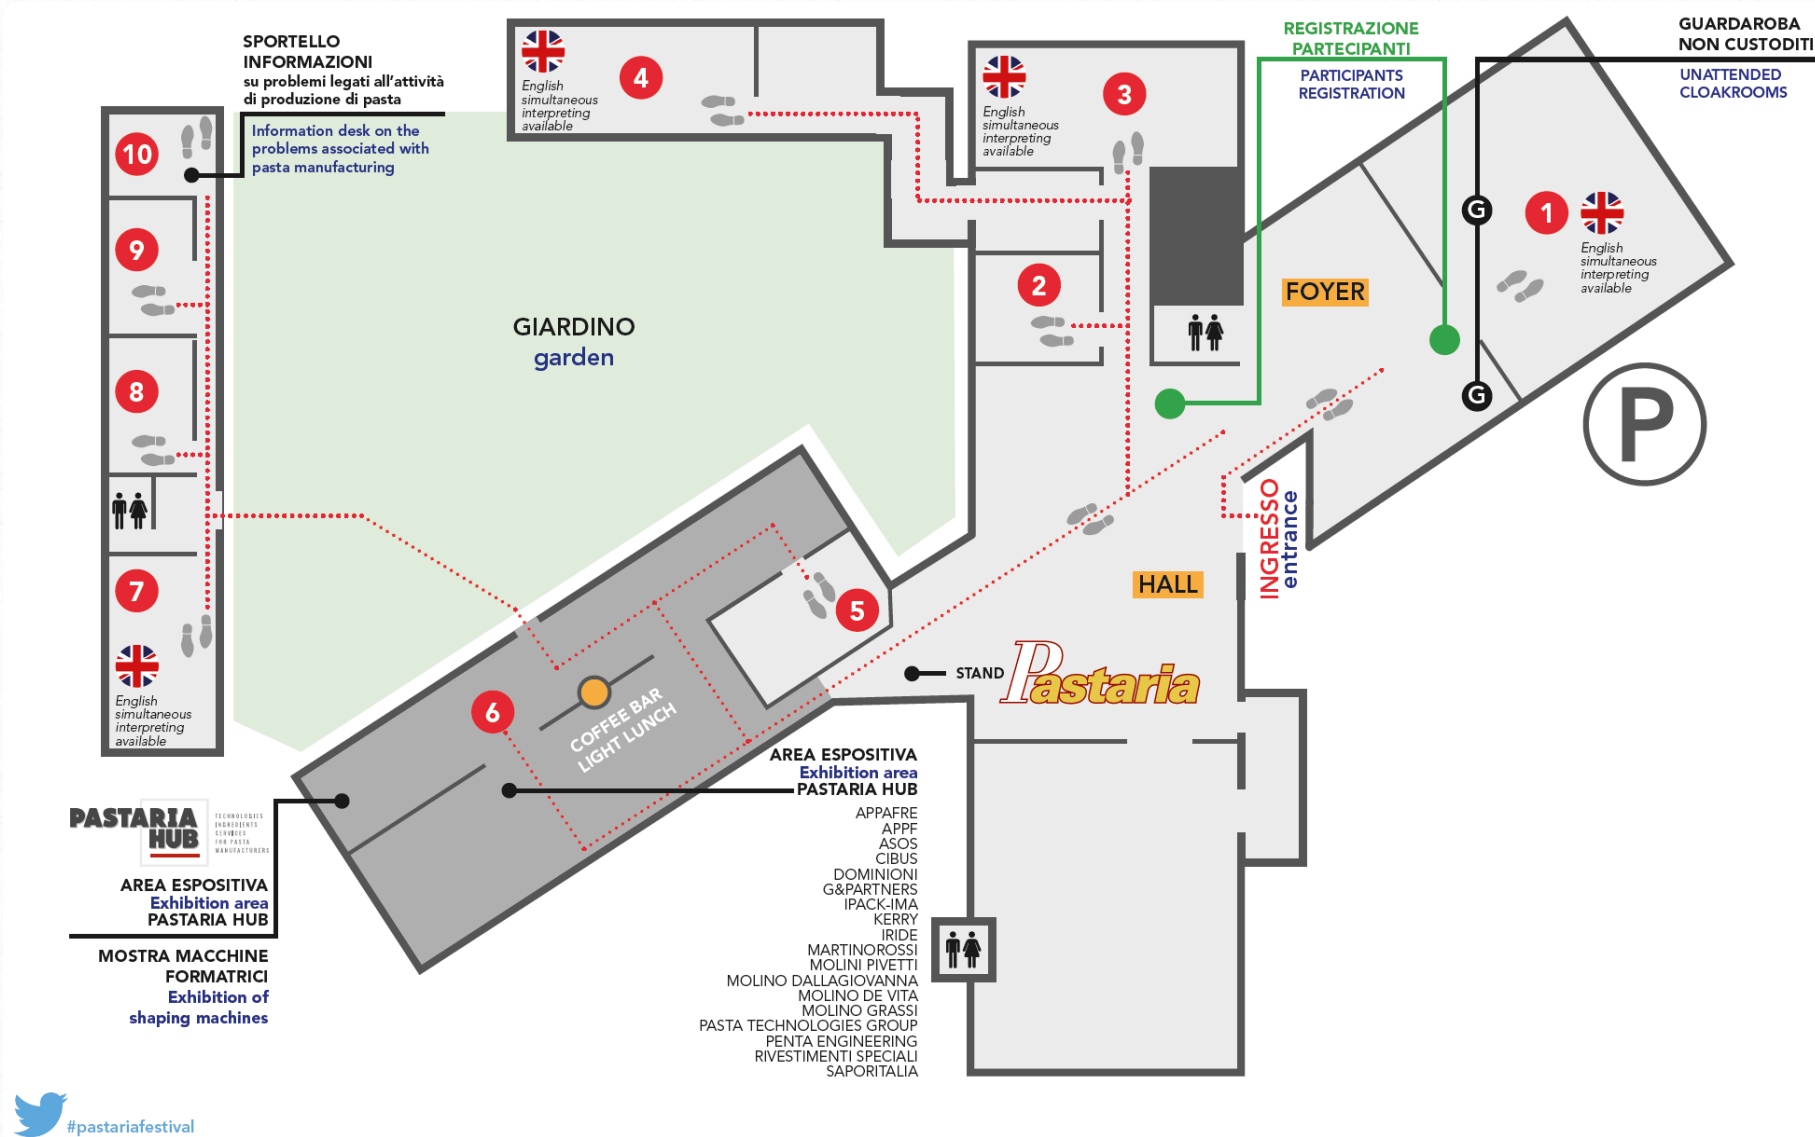 SPORTELLO
INFORMAZIONI
su problemi legati all'attività
di produzione di pasta
Information desk on the
problems associated with
pasta manufacturing
REGISTRAZIONE
PARTECIPANTI
PARTICIPANTS
REGISTRATION
GUARDAROBA
NON CUSTODITI
UNATTENDED
CLOAKROOMS
4
English
simultaneous
interpreting
available
3
English
simultaneous
interpreting
available
10
9
8
7
English
simultaneous
interpreting
available
G
1
English
simultaneous
interpreting
available
2
FOYER
GIARDINO
garden
G
P
INGRESSO
entrance
HALL
5
STAND
Pastaria
6
COFFEE BAR
LIGHT LUNCH
AREA ESPOSITIVA
Exhibition area
PASTARIA HUB
APPAFRE
APPF
ASOS
CIBUS
DOMINIONI
G&PARTNERS
IPACK-IMA
KERRY
IRIDE
MARTINOROSSI
MOLINI PIVETTI
MOLINO DALLAGIOVANNA
MOLINO DE VITA
MOLINO GRASSI
PASTA TECHNOLOGIES GROUP
PENTA ENGINEERING
RIVESTIMENTI SPECIALI
SAPORITALIA
PASTARIA
HUB
TECHNOLOGIES
INGREDIENTS
SERVICES
FOR PASTA
MANUFACTURERS
AREA ESPOSITIVA
Exhibition area
PASTARIA HUB
MOSTRA MACCHINE
FORMATRICI
Exhibition of
shaping machines
#pastariafestival